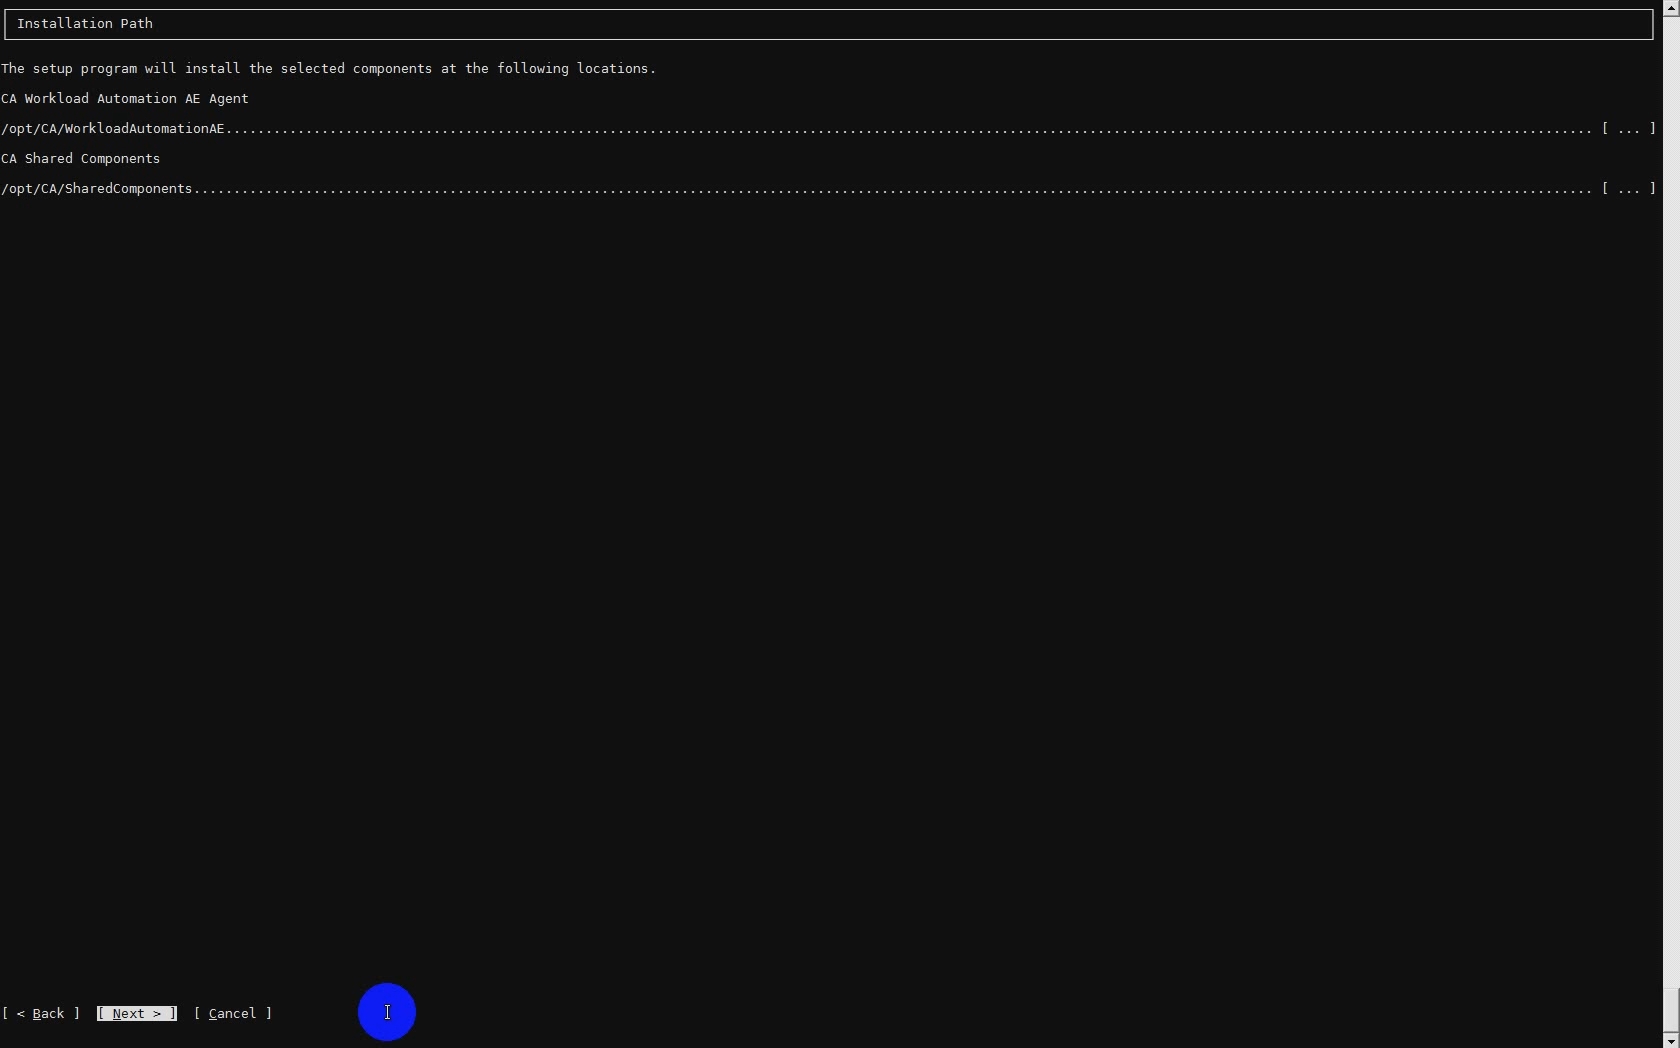 Installation Path
The setup program will install the selected components at the following locations.
CA Workload Automation AE Agent
/opt/CA/WorkloadAutomationAE........................................................................................................................................................................... [ ... ]
CA Shared Components
/opt/CA/SharedComponents............................................................................................................................................................................... [ ... ]
[ < Back ] [ Next > ] [ Cancel ]